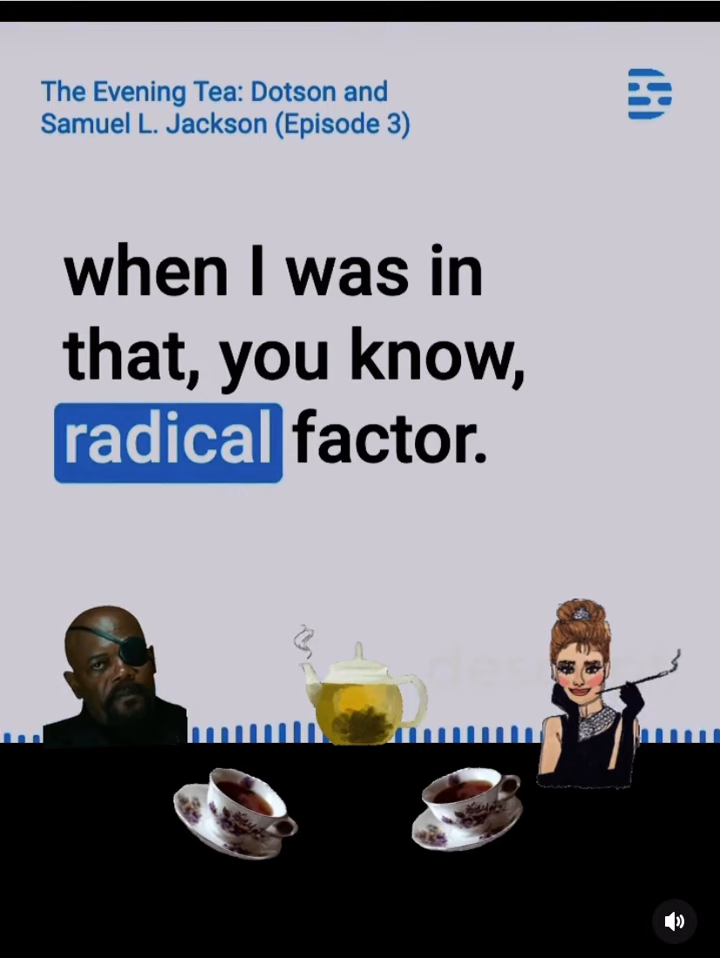 The Evening Tea: Dotson and
Samuel L. Jackson (Episode 3)
when I was in
that, you know,
radical factor.